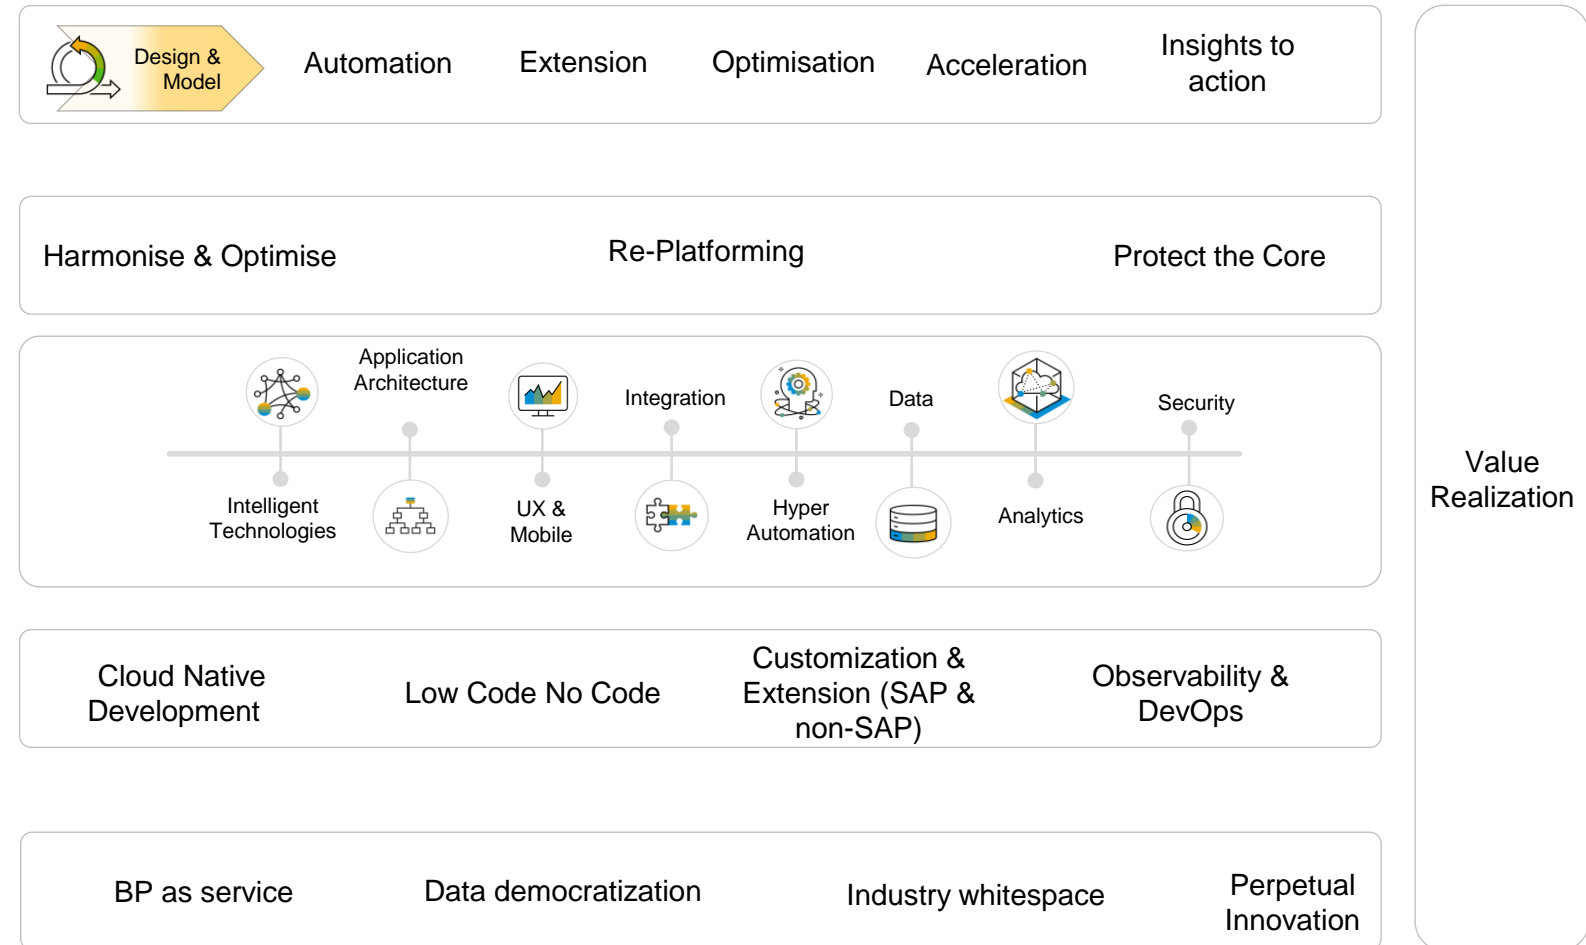 Design &
Model
Automation
Extension
Optimisation
Acceleration
Insights to
action
Harmonise & Optimise
Re-Platforming
Protect the Core
Application
Architecture
Integration
Data
Security
Intelligent
Technologies
UX &
Mobile
Hyper
Automation
Analytics
Value
Realization
Cloud Native
Development
Low Code No Code
Customization &
Extension (SAP &
non-SAP)
Observability &
DevOps
BP as service
Data democratization
Industry whitespace
Perpetual
Innovation